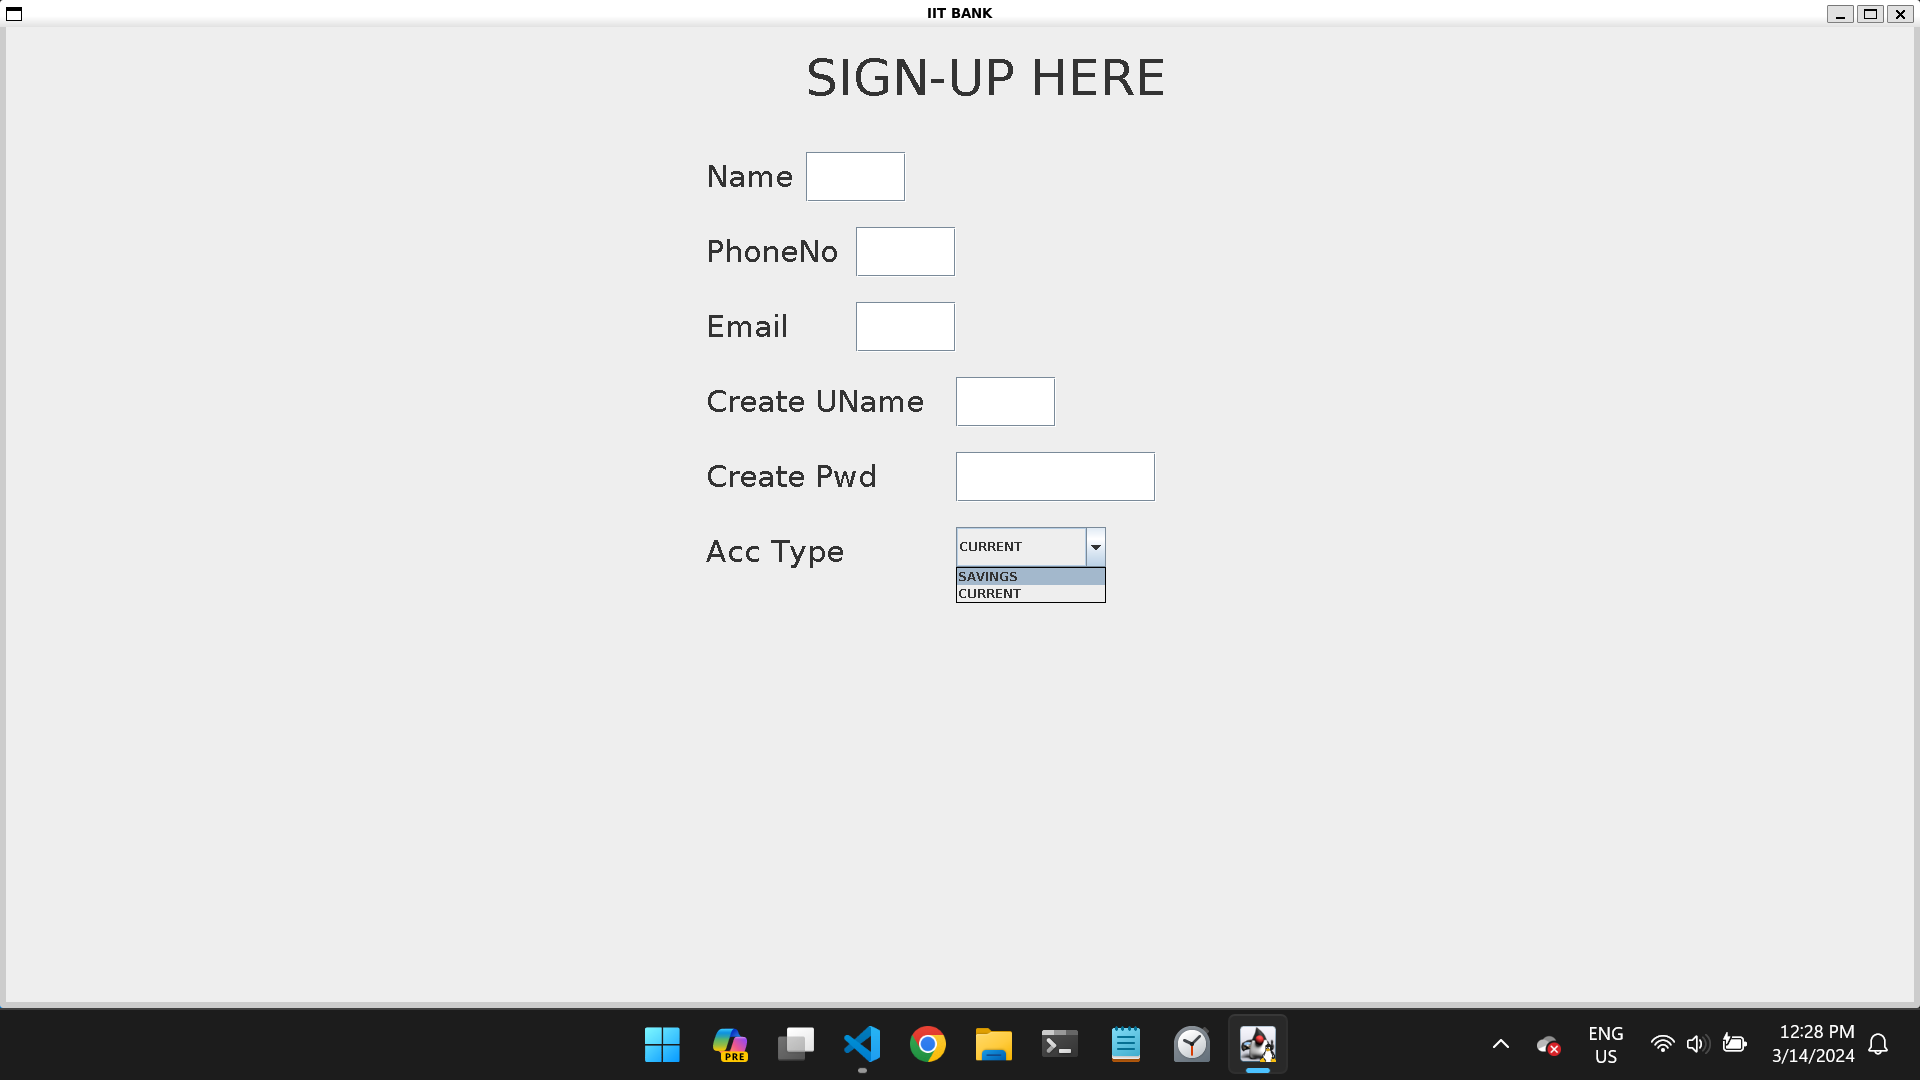 IIT BANK
SIGN-UP HERE
Name
PhoneNo
Email
Create UName
Create Pwd
Acc Type
CURRENT
SAVINGS
CURRENT
PRE
ENG
US
12:28 PM
3/14/2024